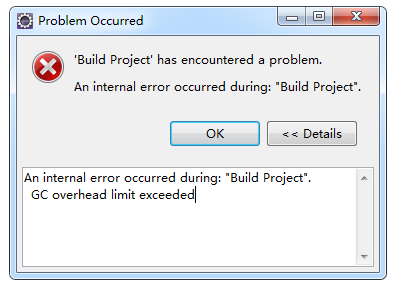 Problem Occurred
'Build Project' has encountered a problem.
An internal error occurred during: "Build Project".
OK
<< Details
An internal error occurred during: "Build Project".
GC overhead limit exceeded